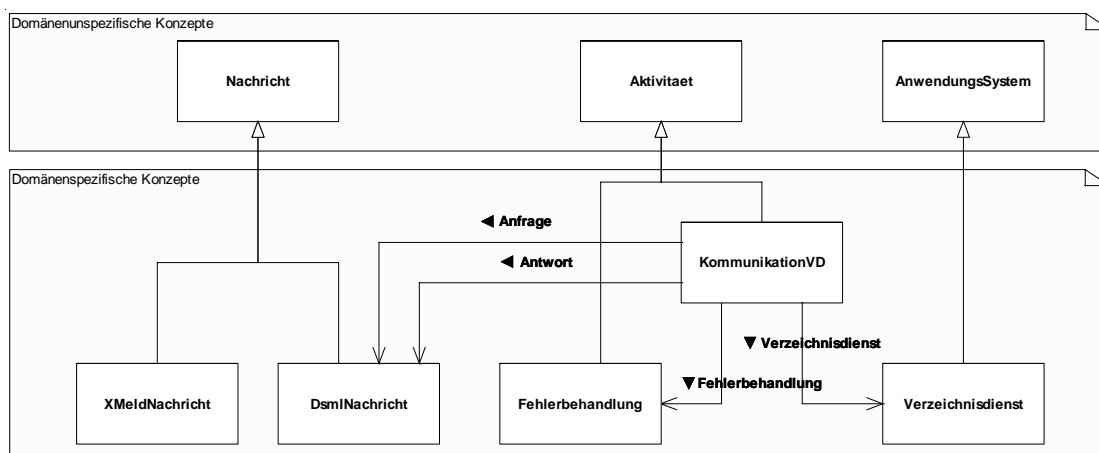 Domänenunspezifische Konzepte
Nachricht
Aktivitaet
AnwendungsSystem
Domänenspezifische Konzepte
◄ Anfrage
◄ Antwort
KommunikationVD
▼ Verzeichnisdienst
▼ Fehlerbehandlung
XMeldNachricht
DsmlNachricht
Fehlerbehandlung
Verzeichnisdienst